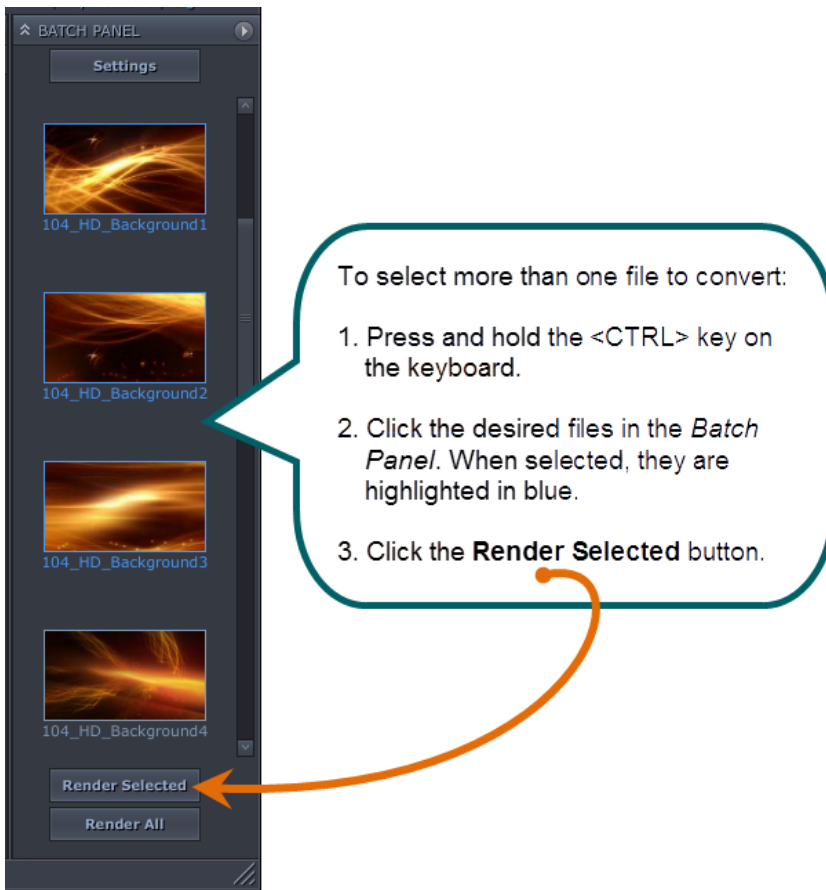 BATCH PANEL
Settings
104_HD_Background1
104_HD_Background2
104_HD_Background3
104_HD_Background4
Render Selected
Render All
To select more than one file to convert:
1. Press and hold the <CTRL> key on
the keyboard.
2. Click the desired files in the Batch
Panel. When selected, they are
highlighted in blue.
3. Click the Render Selected button.